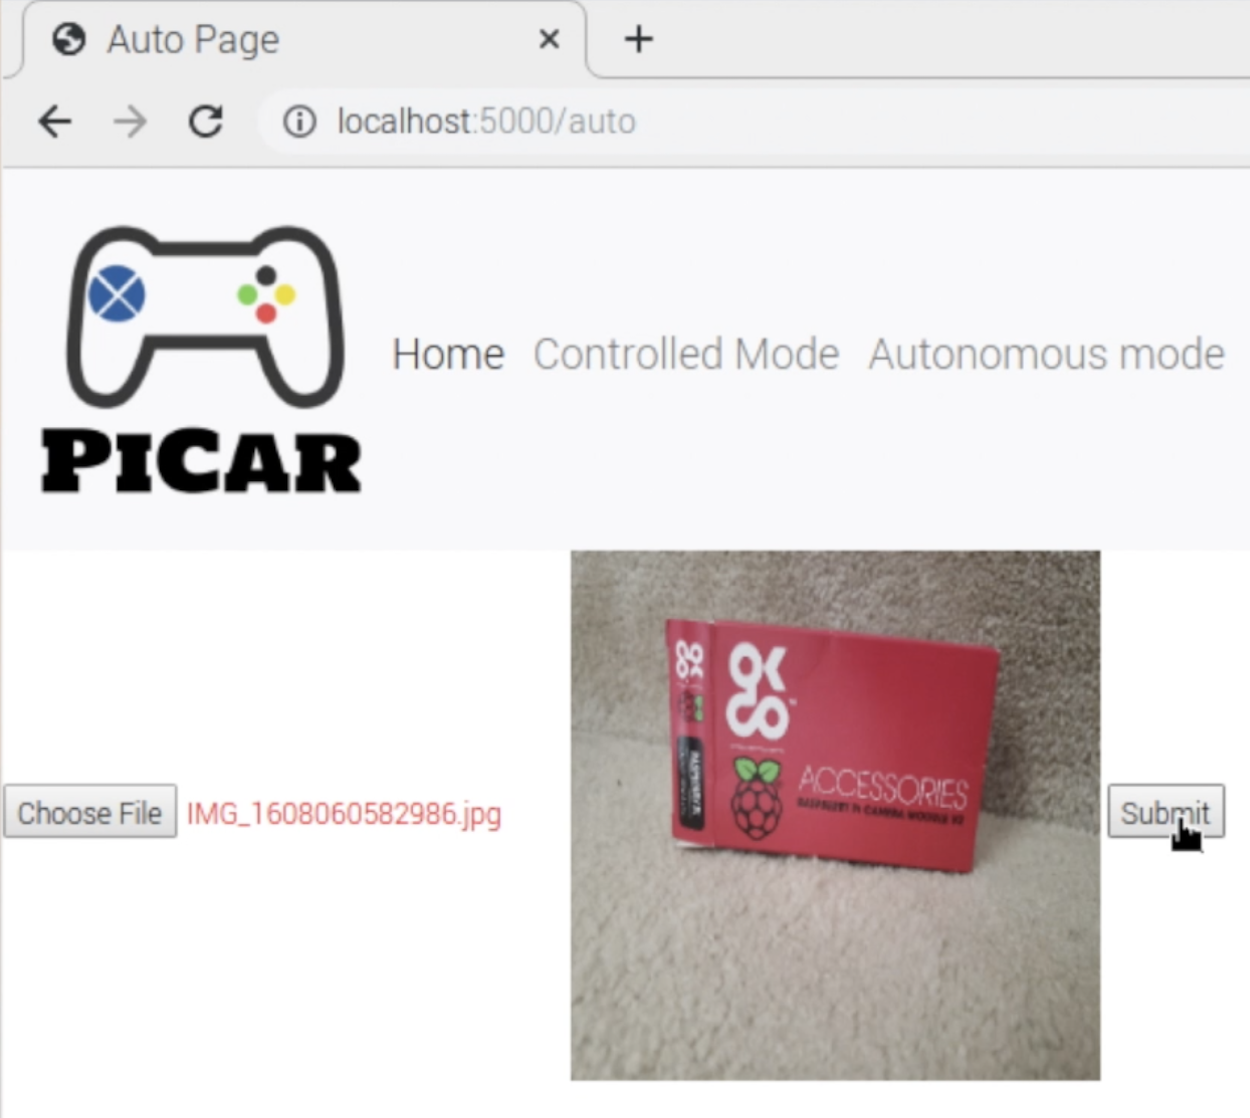 Auto Page
localhost:5000/auto
Home Controlled Mode Autonomous mode
PICAR
Choose File IMG_1608060582986.jpg
Submit
ACCESSORIES
RASPBERRY PI CAMERA MODULE V2